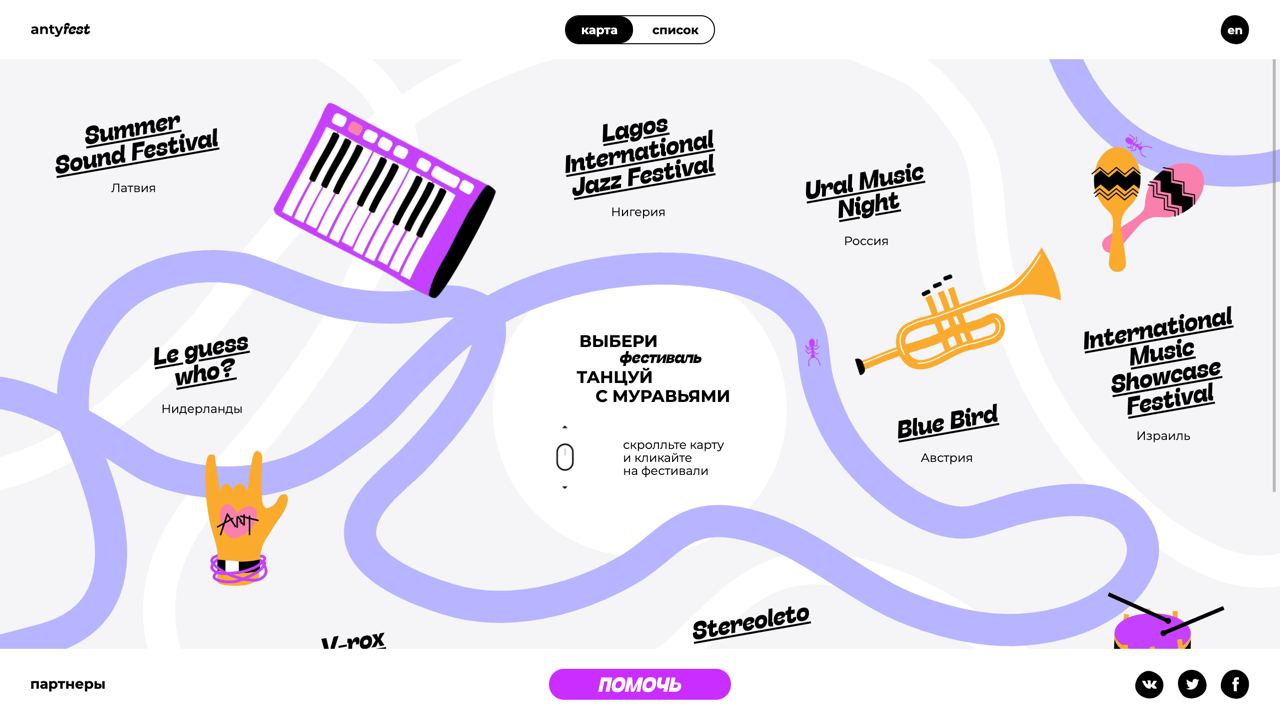 antyfest
карта
список
en
Summer
Sound Festival
Латвия
Lagos
International
Jazz Festival
Нигерия
Ural Music
Night
Россия
Le guess
who?
Нидерланды
ВЫБЕРИ
фестиваль
ТАНЦУЙ
С МУРАВЬЯМИ
скролльте карту
и кликайте
на фестивали
International
Music
Showcase
Festival
Израиль
Blue Bird
Австрия
ANT
Stereoleto
V-rox
партнеры
ПОМОЧЬ